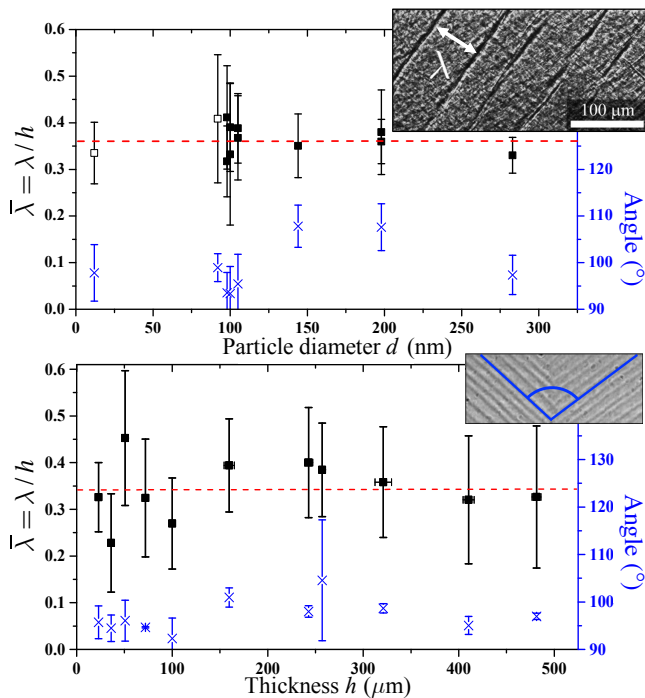 0.6
0.5
0.4
0.3
0.2
0.1
0.0
λ̄ = λ/h
λ
100 μm
120
110
100
90
Angle (°)
0 50 100 150 200 250 300
Particle diameter d (nm)
0.6
0.5
0.4
0.3
0.2
0.1
0.0
λ̄ = λ/h
130
120
110
100
90
Angle (°)
0 100 200 300 400 500
Thickness h (μm)